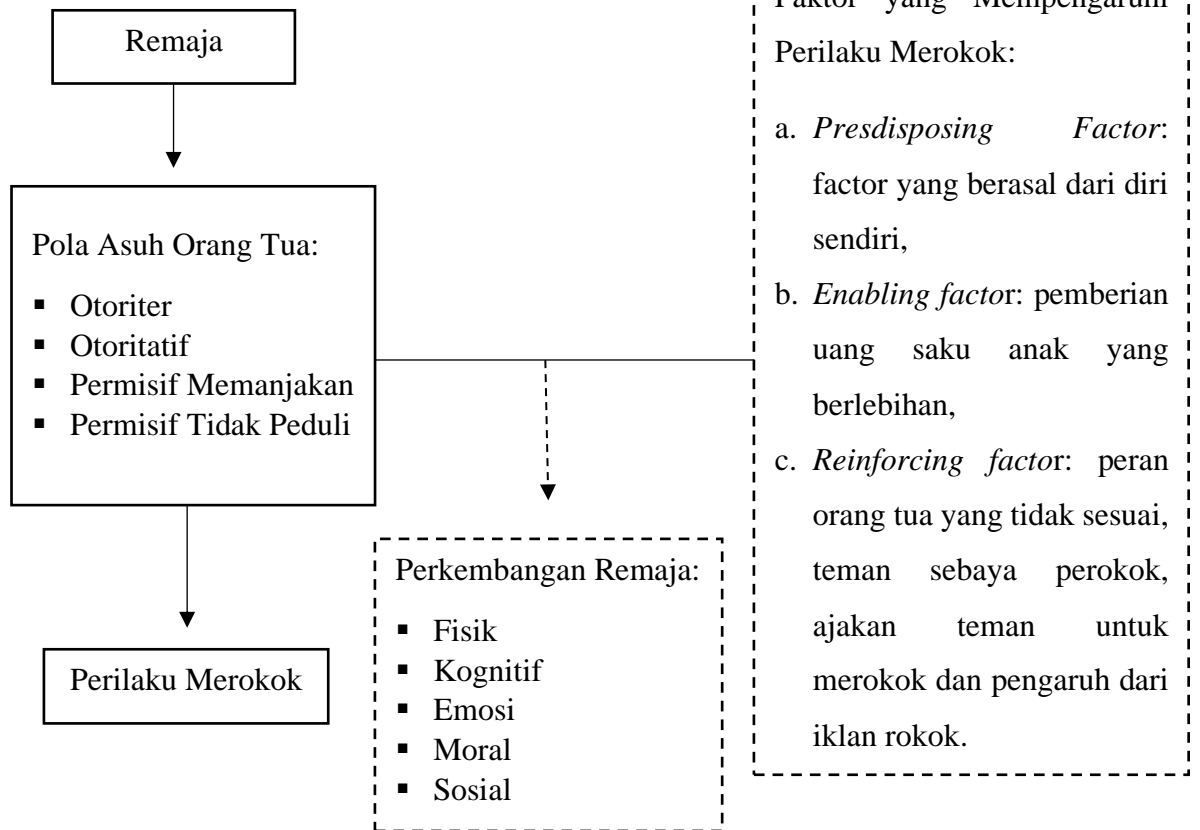 Remaja
Pola Asuh Orang Tua:
▪ Otoriter
▪ Otoritatif
▪ Permisif Memanjakan
▪ Permisif Tidak Peduli
Perilaku Merokok
Perkembangan Remaja:
▪ Fisik
▪ Kognitif
▪ Emosi
▪ Moral
▪ Sosial
Faktor yang Mempengaruhi
Perilaku Merokok:
a. Presdisposing Factor:
factor yang berasal dari diri
sendiri,
b. Enabling factor: pemberian
uang saku anak yang
berlebihan,
c. Reinforcing factor: peran
orang tua yang tidak sesuai,
teman sebaya perokok,
ajakan teman untuk
merokok dan pengaruh dari
iklan rokok.